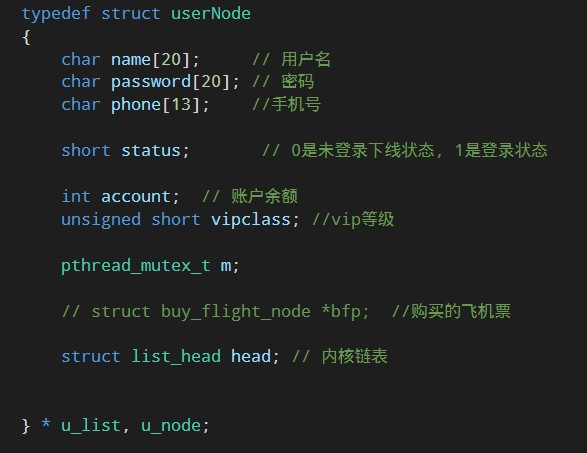 typedef struct userNode
{
    char name[20];     // 用户名
    char password[20]; // 密码
    char phone[13];    //手机号
    short status;       // 0是未登录下线状态, 1是登录状态
    int account;  // 账户余额
    unsigned short vipclass; //vip等级
    pthread_mutex_t m;
    // struct buy_flight_node *bfp;  //购买的飞机票
    struct list_head head; // 内核链表
} * u_list, u_node;